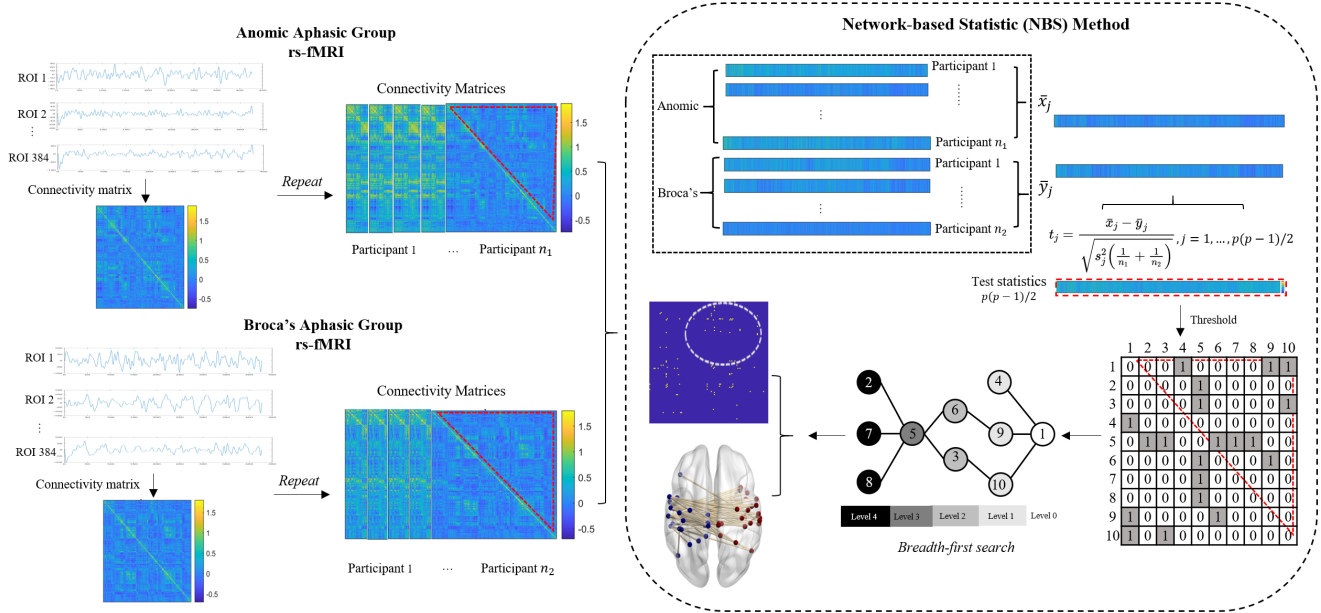 Anomic Aphasic Group
rs-fMRI
ROI 1
ROI 2
⋮
ROI 384
Connectivity matrix
1.5
1
0.5
0
-0.5
Repeat
Connectivity Matrices
1.5
1
0.5
0
-0.5
Participant 1 ... Participant n₁
Broca's Aphasic Group
rs-fMRI
ROI 1
ROI 2
⋮
ROI 384
Connectivity matrix
1.5
1
0.5
0
-0.5
Repeat
Connectivity Matrices
1.5
1
0.5
0
-0.5
Participant 1 ... Participant n₂
Network-based Statistic (NBS) Method
Anomic
Participant 1
⋮ ⋮
Participant n₁
Broca's
Participant 1
⋮ ⋮
Participant n₂
x̄ⱼ
ȳⱼ
tⱼ = (x̄ⱼ − ȳⱼ) / √(sⱼ²(1/n₁ + 1/n₂)), j = 1, ..., p(p − 1)/2
Test statistics
p(p − 1)/2
Threshold
1 2 3 4 5 6 7 8 9 10
1 0 0 0 1 0 0 0 0 1 1
2 0 0 0 0 1 0 0 0 0 0
3 0 0 0 0 1 0 0 0 0 1
4 1 0 0 0 0 0 0 0 0 0
5 0 1 1 0 0 1 1 1 0 0
6 0 0 0 0 1 0 0 0 1 0
7 0 0 0 0 1 0 0 0 0 0
8 0 0 0 0 1 0 0 0 0 0
9 1 0 0 0 0 1 0 0 0 0
10 1 0 1 0 0 0 0 0 0 0
2
4
6
7
5
9
1
3
8
10
Level 4 Level 3 Level 2 Level 1 Level 0
Breadth-first search